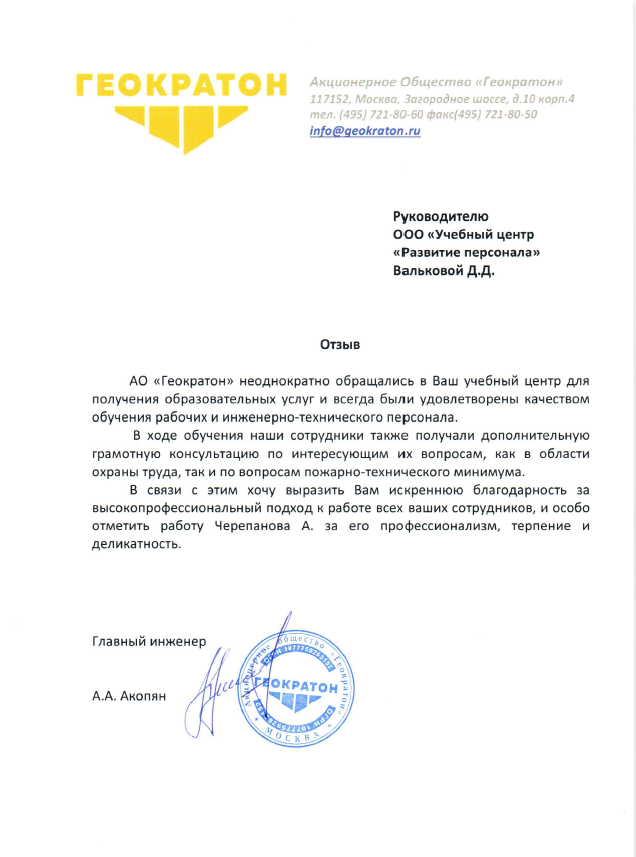 ГЕОКРАТОН
Акционерное Общество «Геократон»
117152, Москва, Загородное шоссе, д.10 корп.4
тел. (495) 721-80-60 факс(495) 721-80-50
info@geokraton.ru
Руководителю
ООО «Учебный центр
«Развитие персонала»
Вальковой Д.Д.
Отзыв
АО «Геократон» неоднократно обращались в Ваш учебный центр для
получения образовательных услуг и всегда были удовлетворены качеством
обучения рабочих и инженерно-технического персонала.
В ходе обучения наши сотрудники также получали дополнительную
грамотную консультацию по интересующим их вопросам, как в области
охраны труда, так и по вопросам пожарно-технического минимума.
В связи с этим хочу выразить Вам искреннюю благодарность за
высокопрофессиональный подход к работе всех ваших сотрудников, и особо
отметить работу Черепанова А. за его профессионализм, терпение и
деликатность.
Главный инженер
А.А. Акопян
Акционерное общество «Геократон»
ГЕОКРАТОН
* МОСКВА *